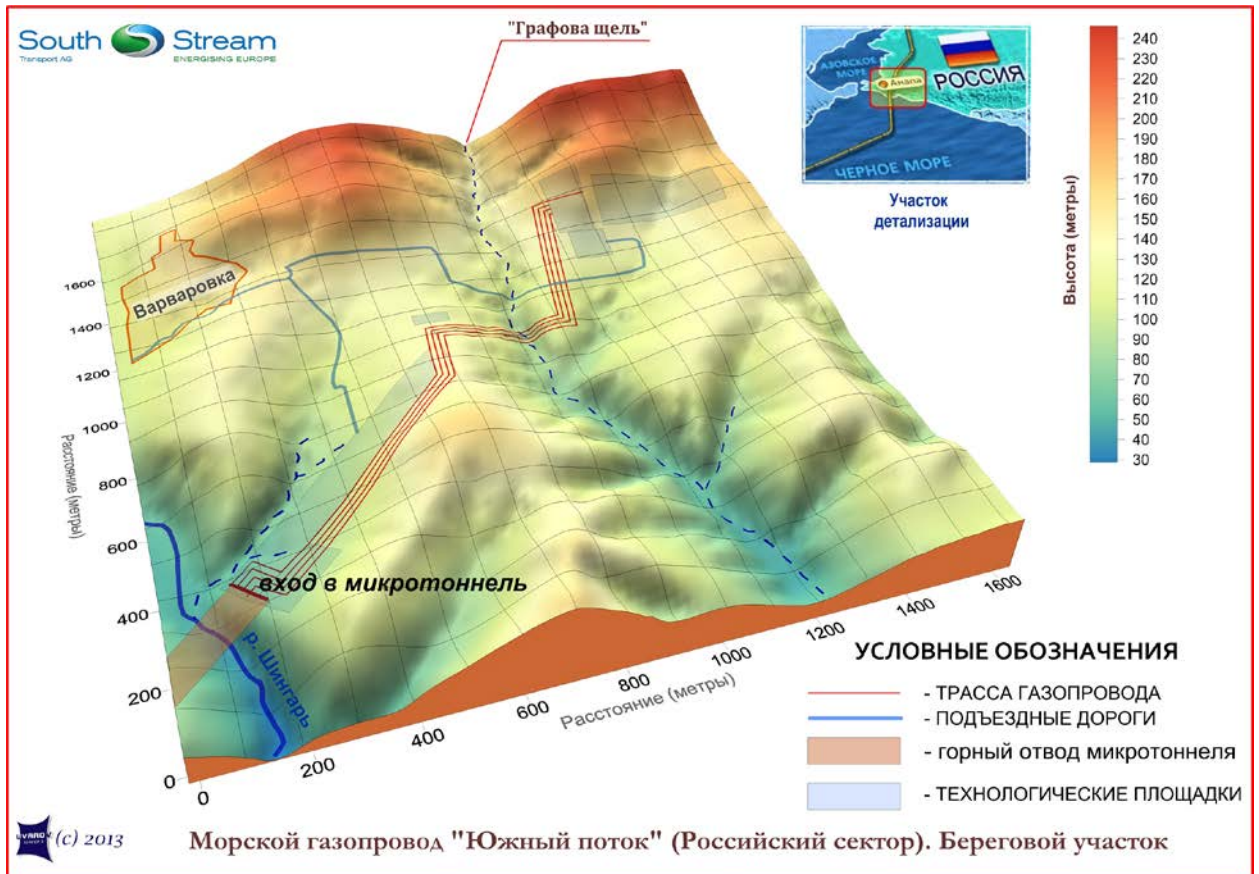 South Stream
Transport AG
ENERGISING EUROPE
"Графова щель"
АЗОВСКОЕ
МОРЕ
РОССИЯ
Анапа
ЧЕРНОЕ МОРЕ
Участок
детализации
Высота (метры)
240
230
220
210
200
190
180
170
160
150
140
130
120
110
100
90
80
70
60
50
40
30
Варваровка
1600
1400
1200
1000
800
600
400
200
0
Расстояние (метры)
вход в микротоннель
р. Шингарь
0
200
400
600
800
1000
1200
1400
1600
Расстояние (метры)
УСЛОВНЫЕ ОБОЗНАЧЕНИЯ
- ТРАССА ГАЗОПРОВОДА
- ПОДЪЕЗДНЫЕ ДОРОГИ
- горный отвод микротоннеля
- ТЕХНОЛОГИЧЕСКИЕ ПЛОЩАДКИ
(c) 2013
Морской газопровод "Южный поток" (Российский сектор). Береговой участок